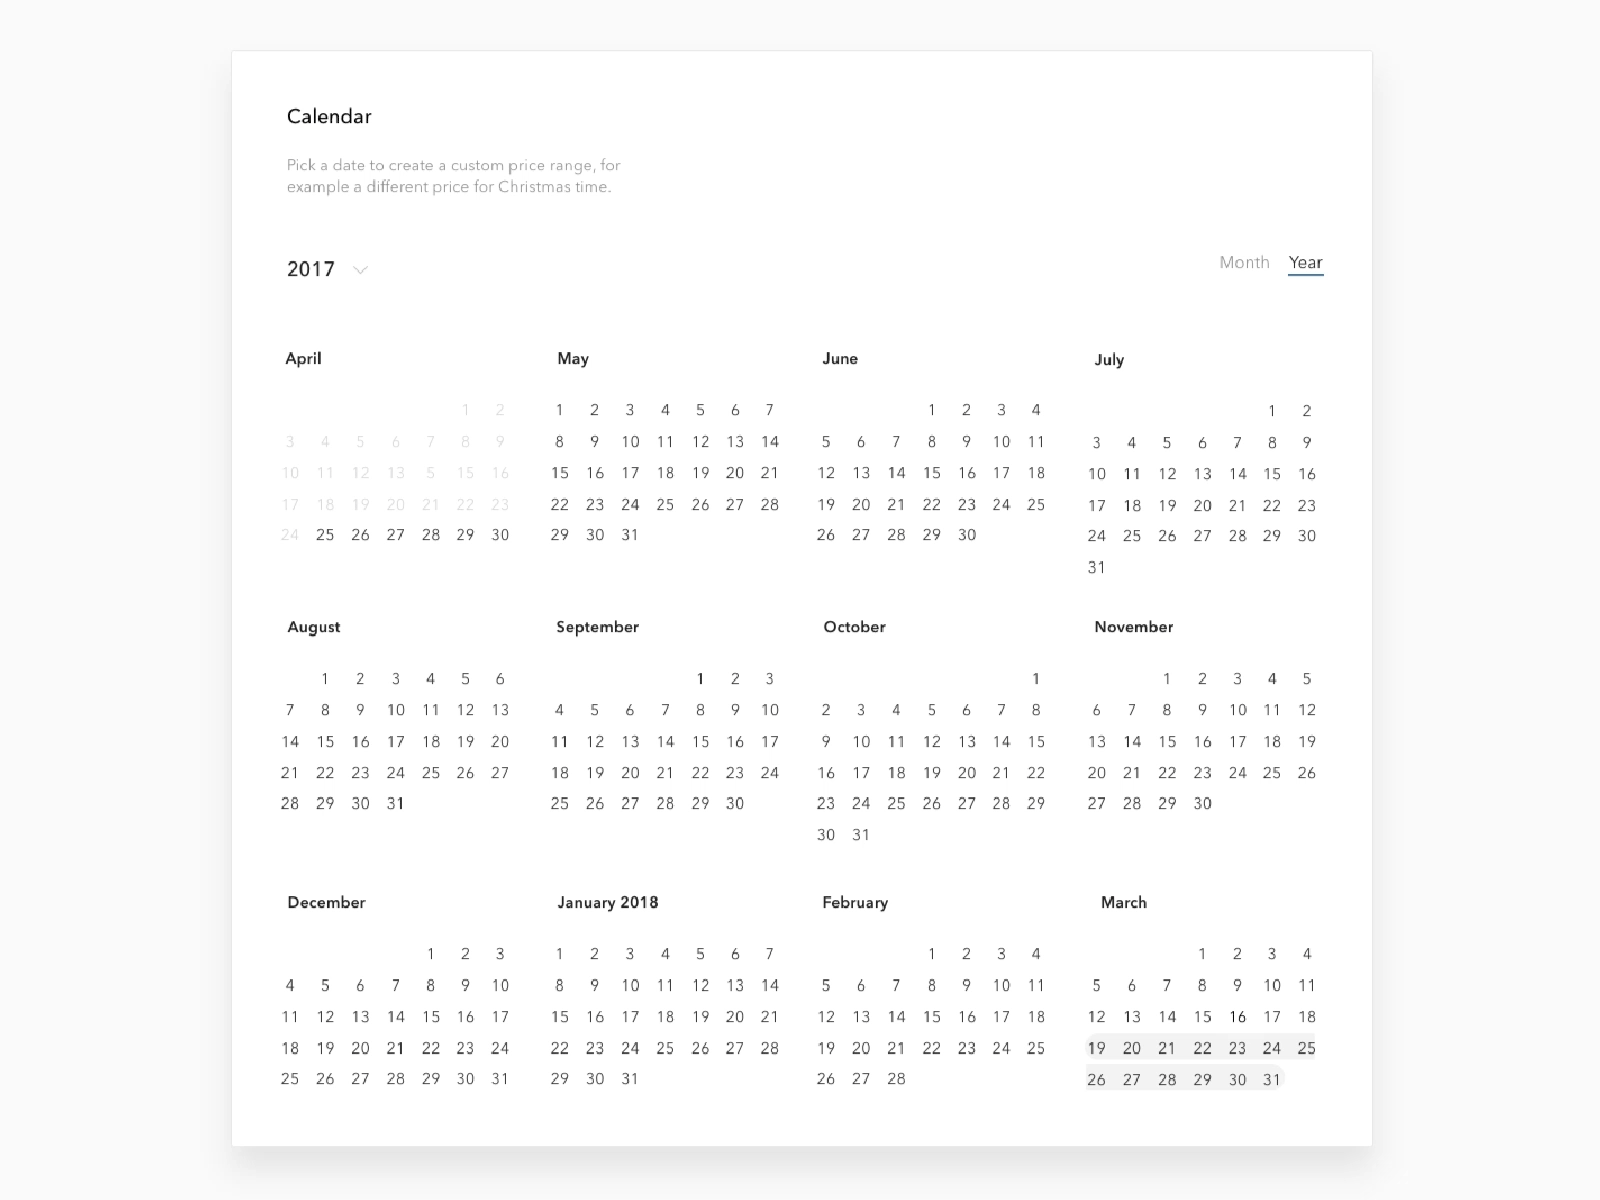 Calendar
Pick a date to create a custom price range, for
example a different price for Christmas time.
2017
Month Year
April
1 2
3 4 5 6 7 8 9
10 11 12 13 5 15 16
17 18 19 20 21 22 23
24 25 26 27 28 29 30
May
1 2 3 4 5 6 7
8 9 10 11 12 13 14
15 16 17 18 19 20 21
22 23 24 25 26 27 28
29 30 31
June
1 2 3 4
5 6 7 8 9 10 11
12 13 14 15 16 17 18
19 20 21 22 23 24 25
26 27 28 29 30
July
1 2
3 4 5 6 7 8 9
10 11 12 13 14 15 16
17 18 19 20 21 22 23
24 25 26 27 28 29 30
31
August
1 2 3 4 5 6
7 8 9 10 11 12 13
14 15 16 17 18 19 20
21 22 23 24 25 26 27
28 29 30 31
September
1 2 3
4 5 6 7 8 9 10
11 12 13 14 15 16 17
18 19 20 21 22 23 24
25 26 27 28 29 30
October
1
2 3 4 5 6 7 8
9 10 11 12 13 14 15
16 17 18 19 20 21 22
23 24 25 26 27 28 29
30 31
November
1 2 3 4 5
6 7 8 9 10 11 12
13 14 15 16 17 18 19
20 21 22 23 24 25 26
27 28 29 30
December
1 2 3
4 5 6 7 8 9 10
11 12 13 14 15 16 17
18 19 20 21 22 23 24
25 26 27 28 29 30 31
January 2018
1 2 3 4 5 6 7
8 9 10 11 12 13 14
15 16 17 18 19 20 21
22 23 24 25 26 27 28
29 30 31
February
1 2 3 4
5 6 7 8 9 10 11
12 13 14 15 16 17 18
19 20 21 22 23 24 25
26 27 28
March
1 2 3 4
5 6 7 8 9 10 11
12 13 14 15 16 17 18
19 20 21 22 23 24 25
26 27 28 29 30 31